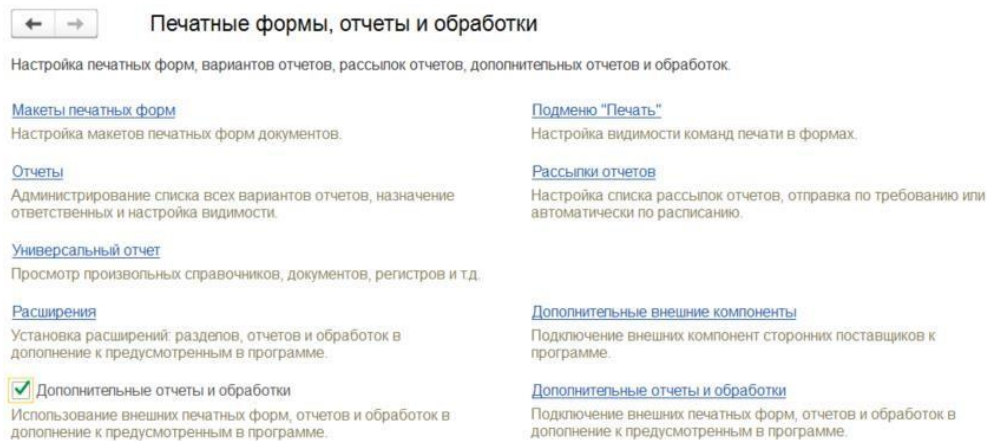 Печатные формы, отчеты и обработки
Настройка печатных форм, вариантов отчетов, рассылок отчетов, дополнительных отчетов и обработок.
Макеты печатных форм
Настройка макетов печатных форм документов.
Подменю "Печать"
Настройка видимости команд печати в формах.
Отчеты
Администрирование списка всех вариантов отчетов, назначение
ответственных и настройка видимости.
Рассылки отчетов
Настройка списка рассылок отчетов, отправка по требованию или
автоматически по расписанию.
Универсальный отчет
Просмотр произвольных справочников, документов, регистров и т.д.
Расширения
Установка расширений: разделов, отчетов и обработок в
дополнение к предусмотренным в программе.
Дополнительные внешние компоненты
Подключение внешних компонент сторонних поставщиков к
программе.
Дополнительные отчеты и обработки
Использование внешних печатных форм, отчетов и обработок в
дополнение к предусмотренным в программе.
Дополнительные отчеты и обработки
Подключение внешних печатных форм, отчетов и обработок в
дополнение к предусмотренным в программе.